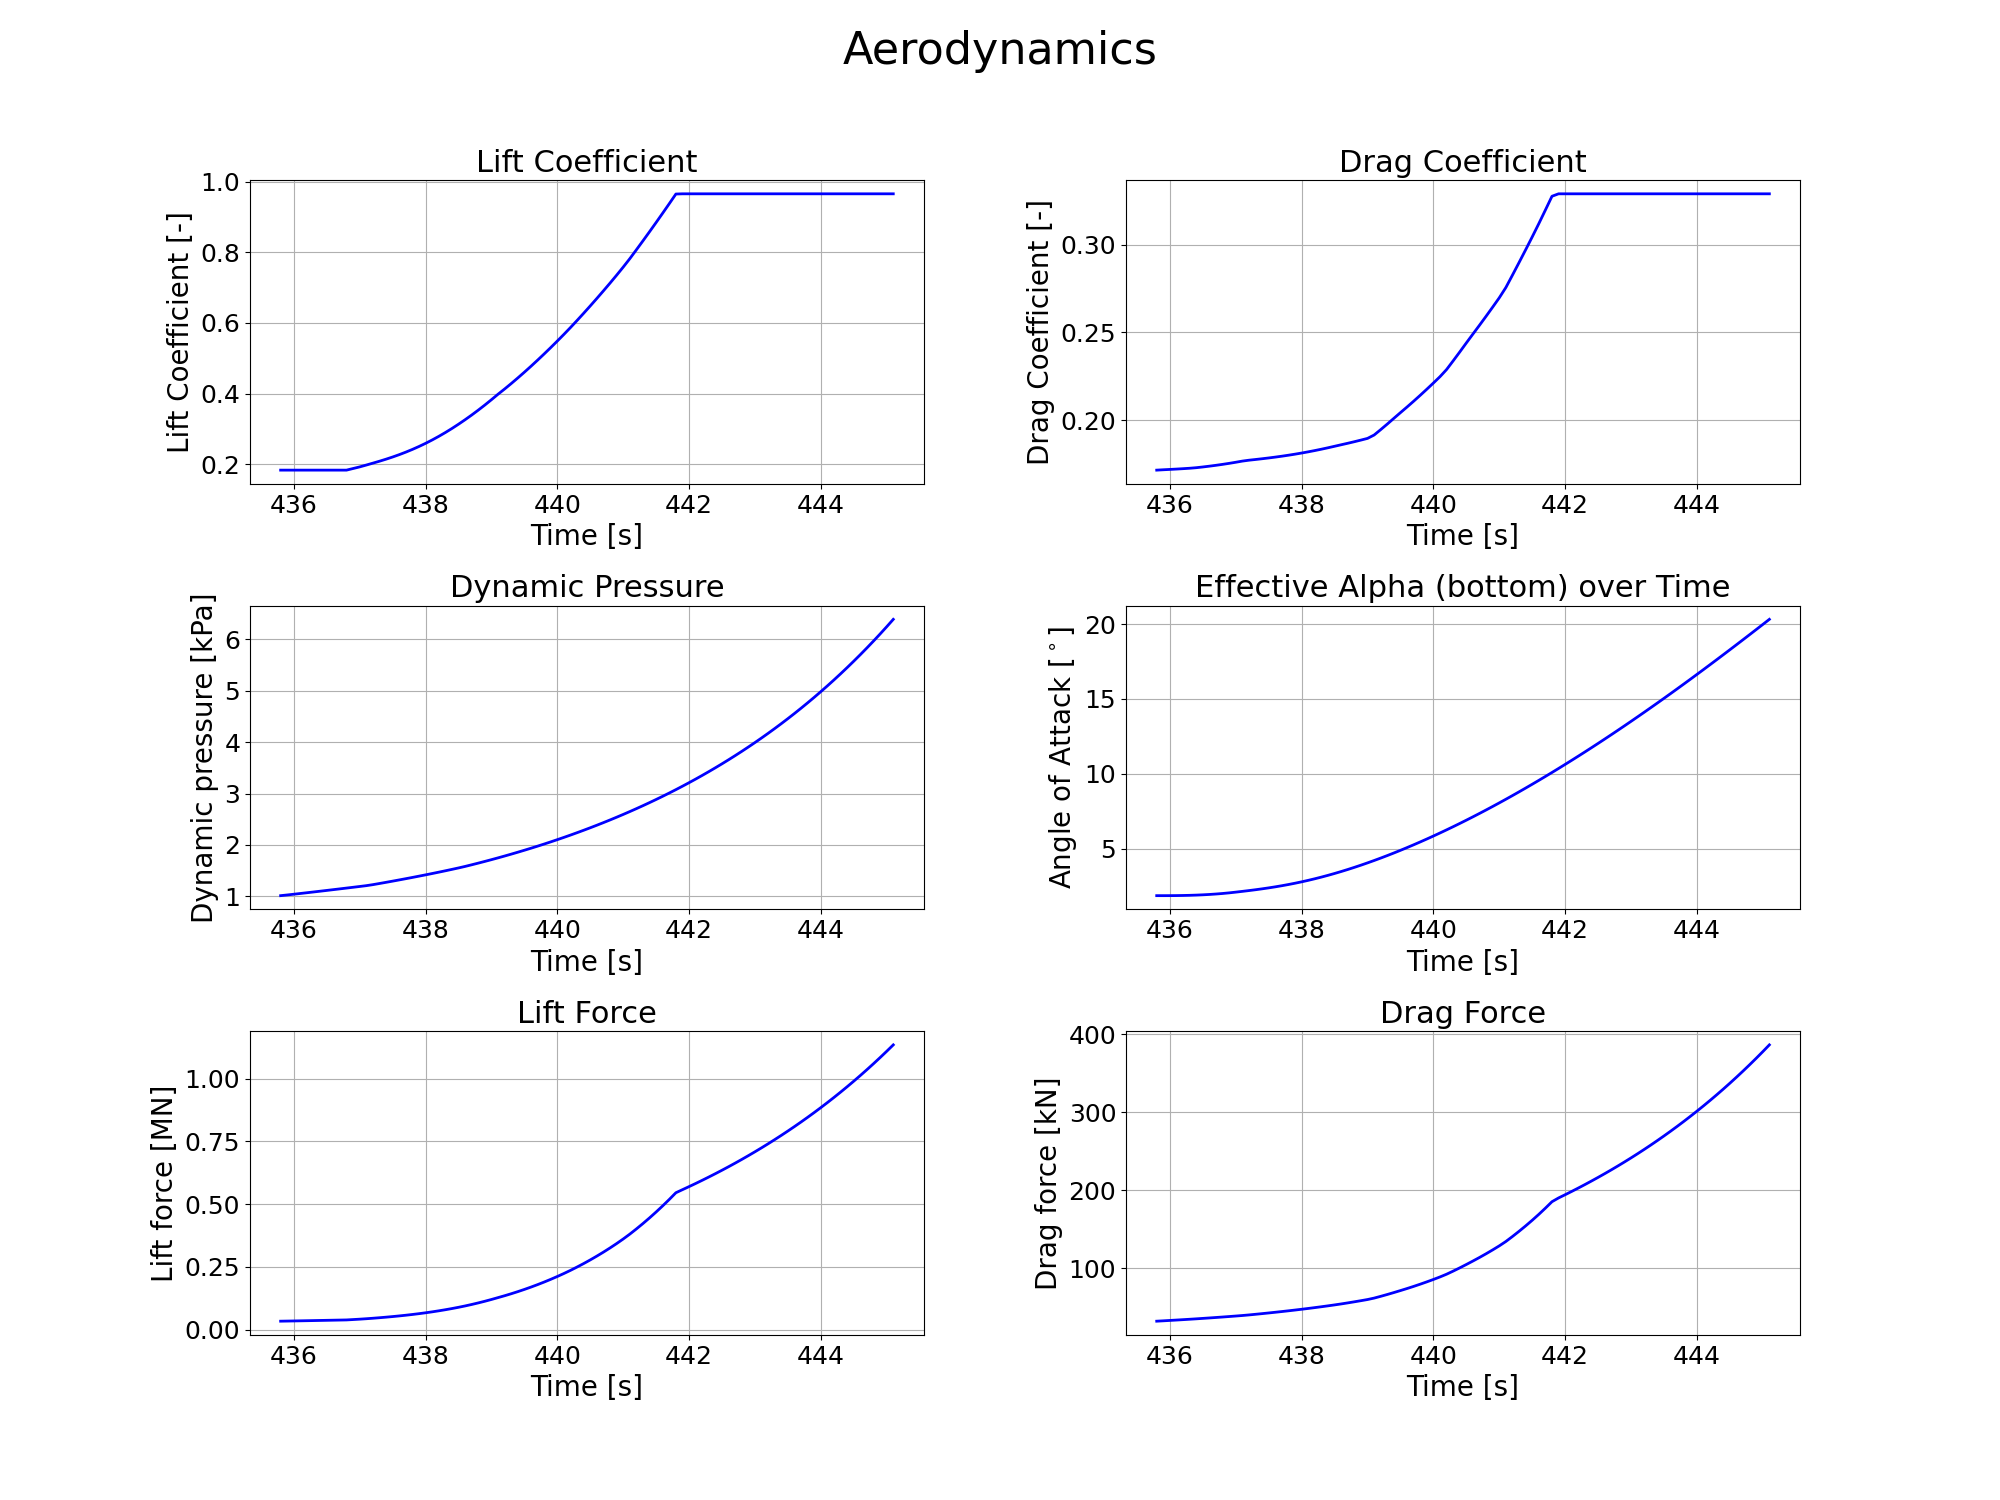 Aerodynamics
Lift Coefficient
Lift Coefficient [-]
1.0
0.8
0.6
0.4
0.2
436 438 440 442 444
Time [s]
Drag Coefficient
Drag Coefficient [-]
0.30
0.25
0.20
436 438 440 442 444
Time [s]
Dynamic Pressure
Dynamic pressure [kPa]
6
5
4
3
2
1
436 438 440 442 444
Time [s]
Effective Alpha (bottom) over Time
Angle of Attack [°]
20
15
10
5
436 438 440 442 444
Time [s]
Lift Force
Lift force [MN]
1.00
0.75
0.50
0.25
0.00
436 438 440 442 444
Time [s]
Drag Force
Drag force [kN]
400
300
200
100
436 438 440 442 444
Time [s]